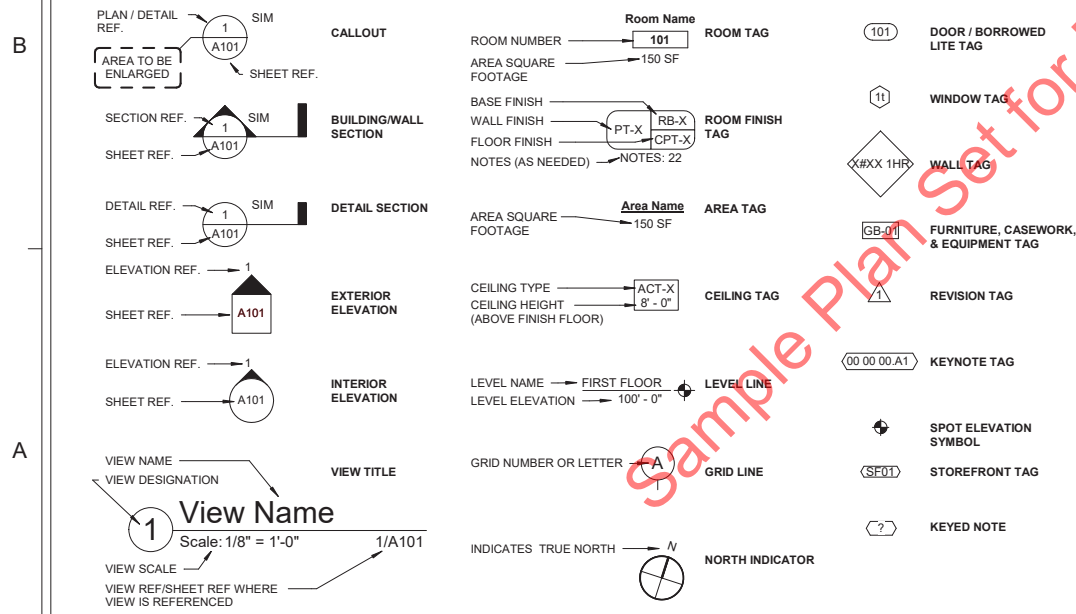 B
A
PLAN / DETAIL
REF.
SIM
1
A101
AREA TO BE
ENLARGED
SHEET REF.
CALLOUT
SECTION REF.
SIM
1
A101
SHEET REF.
BUILDING/WALL
SECTION
DETAIL REF.
SIM
1
A101
SHEET REF.
DETAIL SECTION
ELEVATION REF.
1
SHEET REF.
A101
EXTERIOR
ELEVATION
ELEVATION REF.
1
SHEET REF.
A101
INTERIOR
ELEVATION
VIEW NAME
VIEW DESIGNATION
VIEW TITLE
1
View Name
Scale: 1/8" = 1'-0"
1/A101
VIEW SCALE
VIEW REF/SHEET REF WHERE
VIEW IS REFERENCED
Room Name
ROOM NUMBER
101
ROOM TAG
AREA SQUARE
FOOTAGE
150 SF
BASE FINISH
WALL FINISH
FLOOR FINISH
NOTES (AS NEEDED)
PT-X
RB-X
CPT-X
NOTES: 22
ROOM FINISH
TAG
Area Name
AREA SQUARE
FOOTAGE
150 SF
AREA TAG
CEILING TYPE
CEILING HEIGHT
(ABOVE FINISH FLOOR)
ACT-X
8' - 0"
CEILING TAG
LEVEL NAME
FIRST FLOOR
LEVEL ELEVATION
100' - 0"
LEVEL LINE
GRID NUMBER OR LETTER
A
GRID LINE
INDICATES TRUE NORTH
N
NORTH INDICATOR
101
DOOR / BORROWED
LITE TAG
1t
WINDOW TAG
X#XX 1HR
WALL TAG
GB-01
FURNITURE, CASEWORK,
& EQUIPMENT TAG
1
REVISION TAG
00 00 00.A1
KEYNOTE TAG
SPOT ELEVATION
SYMBOL
SF01
STOREFRONT TAG
?
KEYED NOTE
Sample Plan Set for